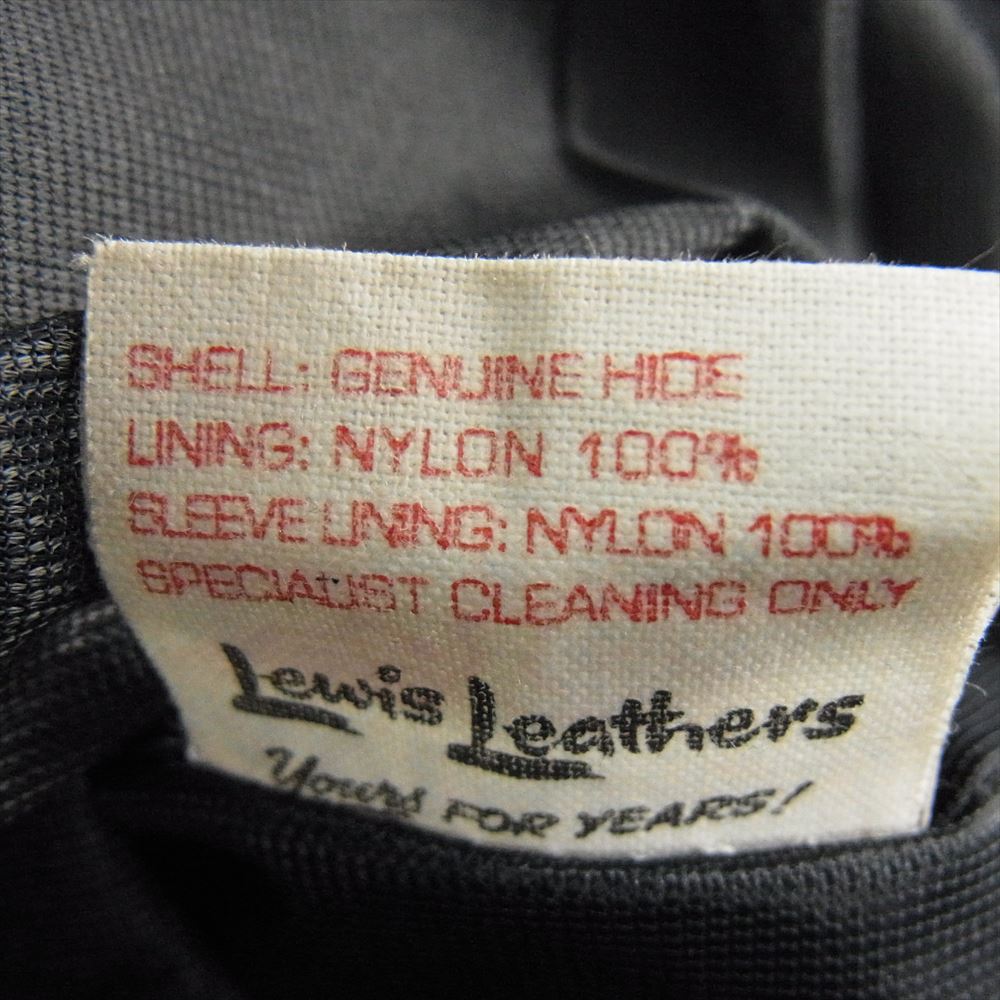 SHELL: GENUINE HIDE
LINING: NYLON 100%
SLEEVE LINING: NYLON 100%
SPECIALIST CLEANING ONLY
Lewis Leathers
Yours FOR YEARS!